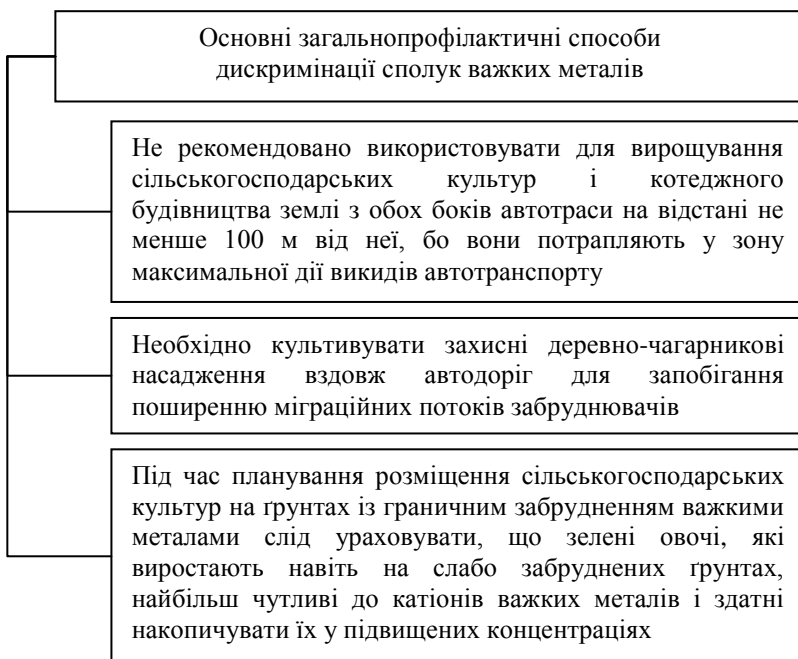 Основні загальнопрофілактичні способи
дискримінації сполук важких металів
Не рекомендовано використовувати для вирощування
сільськогосподарських культур і котеджного
будівництва землі з обох боків автотраси на відстані не
менше 100 м від неї, бо вони потрапляють у зону
максимальної дії викидів автотранспорту
Необхідно культивувати захисні деревно-чагарникові
насадження вздовж автодоріг для запобігання
поширенню міграційних потоків забруднювачів
Під час планування розміщення сільськогосподарських
культур на ґрунтах із граничним забрудненням важкими
металами слід ураховувати, що зелені овочі, які
виростають навіть на слабо забруднених ґрунтах,
найбільш чутливі до катіонів важких металів і здатні
накопичувати їх у підвищених концентраціях